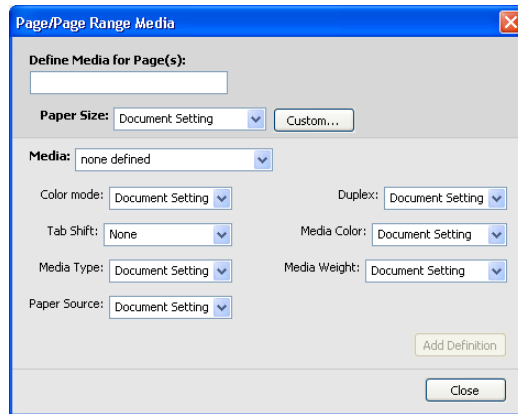 Page/Page Range Media
Define Media for Page(s):
Paper Size: Document Setting Custom...
Media: none defined
Color mode: Document Setting Duplex: Document Setting
Tab Shift: None Media Color: Document Setting
Media Type: Document Setting Media Weight: Document Setting
Paper Source: Document Setting
Add Definition
Close